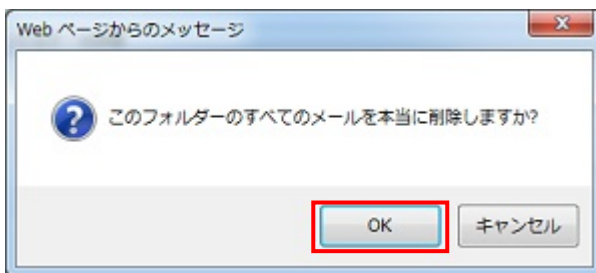 Web ページからのメッセージ
このフォルダーのすべてのメールを本当に削除しますか?
OK
キャンセル